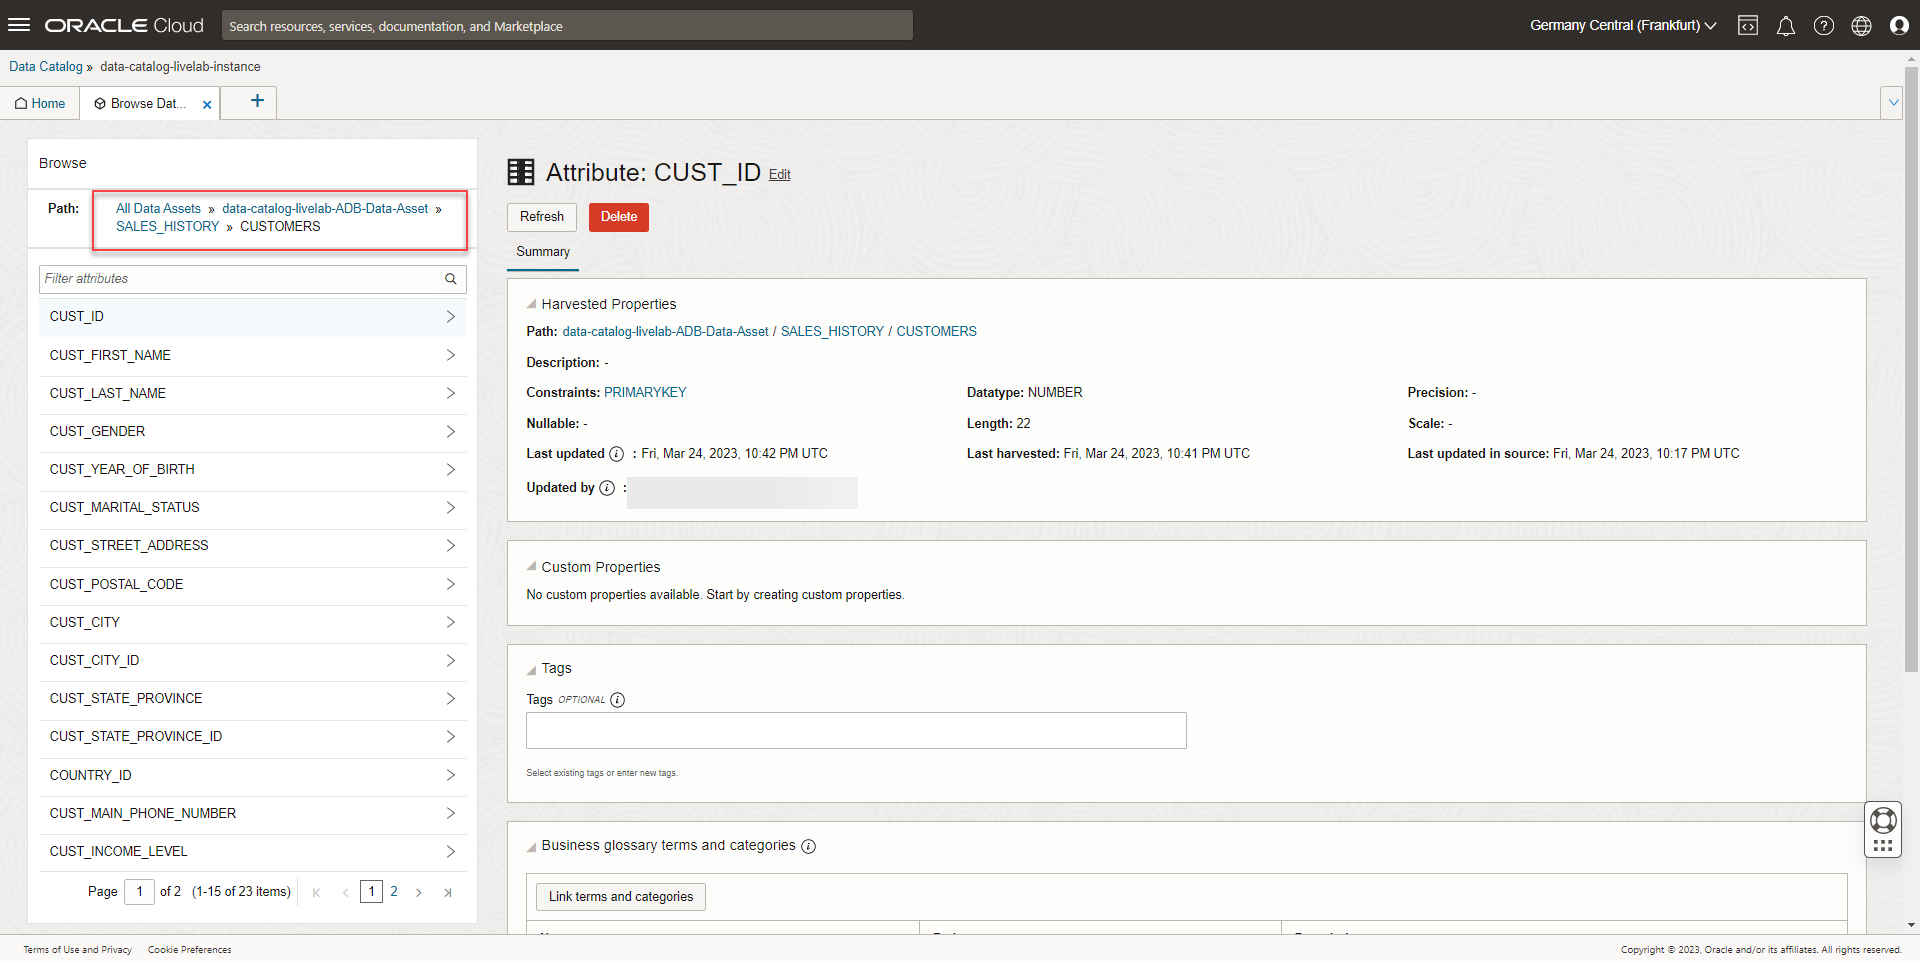 ORACLE Cloud
Search resources, services, documentation, and Marketplace
Germany Central (Frankfurt)
Data Catalog » data-catalog-livelab-instance
Home
Browse Dat...
Browse
Path:
All Data Assets » data-catalog-livelab-ADB-Data-Asset »
SALES_HISTORY » CUSTOMERS
Filter attributes
CUST_ID
CUST_FIRST_NAME
CUST_LAST_NAME
CUST_GENDER
CUST_YEAR_OF_BIRTH
CUST_MARITAL_STATUS
CUST_STREET_ADDRESS
CUST_POSTAL_CODE
CUST_CITY
CUST_CITY_ID
CUST_STATE_PROVINCE
CUST_STATE_PROVINCE_ID
COUNTRY_ID
CUST_MAIN_PHONE_NUMBER
CUST_INCOME_LEVEL
Page 1 of 2 (1-15 of 23 items) 1 2
Attribute: CUST_ID Edit
Refresh
Delete
Summary
Harvested Properties
Path: data-catalog-livelab-ADB-Data-Asset / SALES_HISTORY / CUSTOMERS
Description: -
Constraints: PRIMARYKEY
Datatype: NUMBER
Precision: -
Nullable: -
Length: 22
Scale: -
Last updated : Fri, Mar 24, 2023, 10:42 PM UTC
Last harvested: Fri, Mar 24, 2023, 10:41 PM UTC
Last updated in source: Fri, Mar 24, 2023, 10:17 PM UTC
Updated by :
Custom Properties
No custom properties available. Start by creating custom properties.
Tags
Tags OPTIONAL
Select existing tags or enter new tags.
Business glossary terms and categories
Link terms and categories
Terms of Use and Privacy
Cookie Preferences
Copyright © 2023, Oracle and/or its affiliates. All rights reserved.